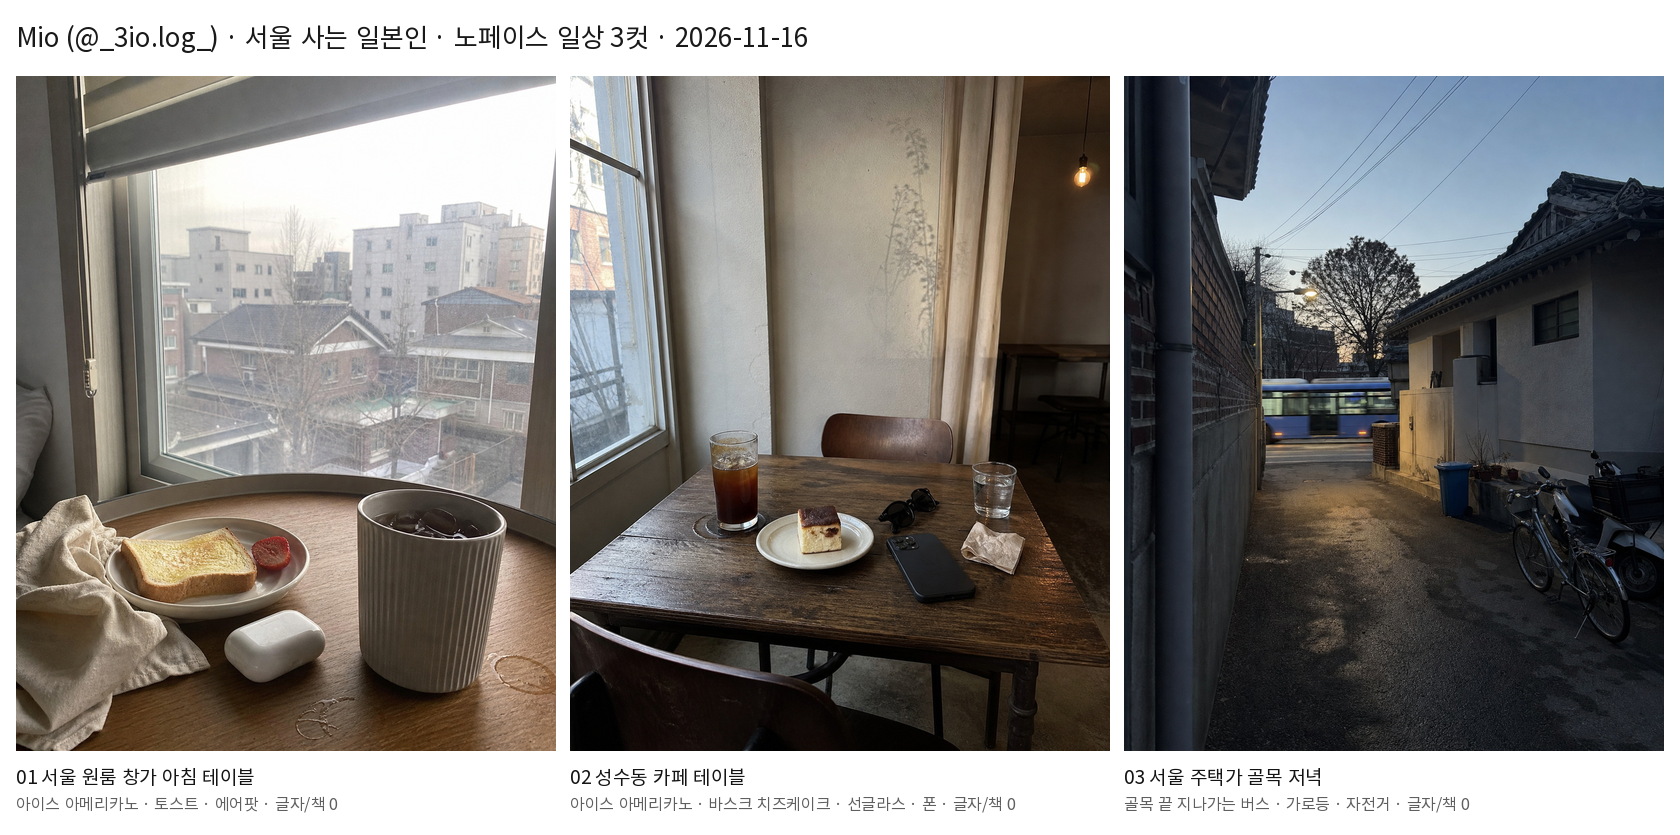 Mio (@_3io.log_) · 서울 사는 일본인 · 노페이스 일상 3컷 · 2026-11-16
01 서울 원룸 창가 아침 테이블
아이스 아메리카노 · 토스트 · 에어팟 · 글자/책 0
02 성수동 카페 테이블
아이스 아메리카노 · 바스크 치즈케이크 · 선글라스 · 폰 · 글자/책 0
03 서울 주택가 골목 저녁
골목 끝 지나가는 버스 · 가로등 · 자전거 · 글자/책 0